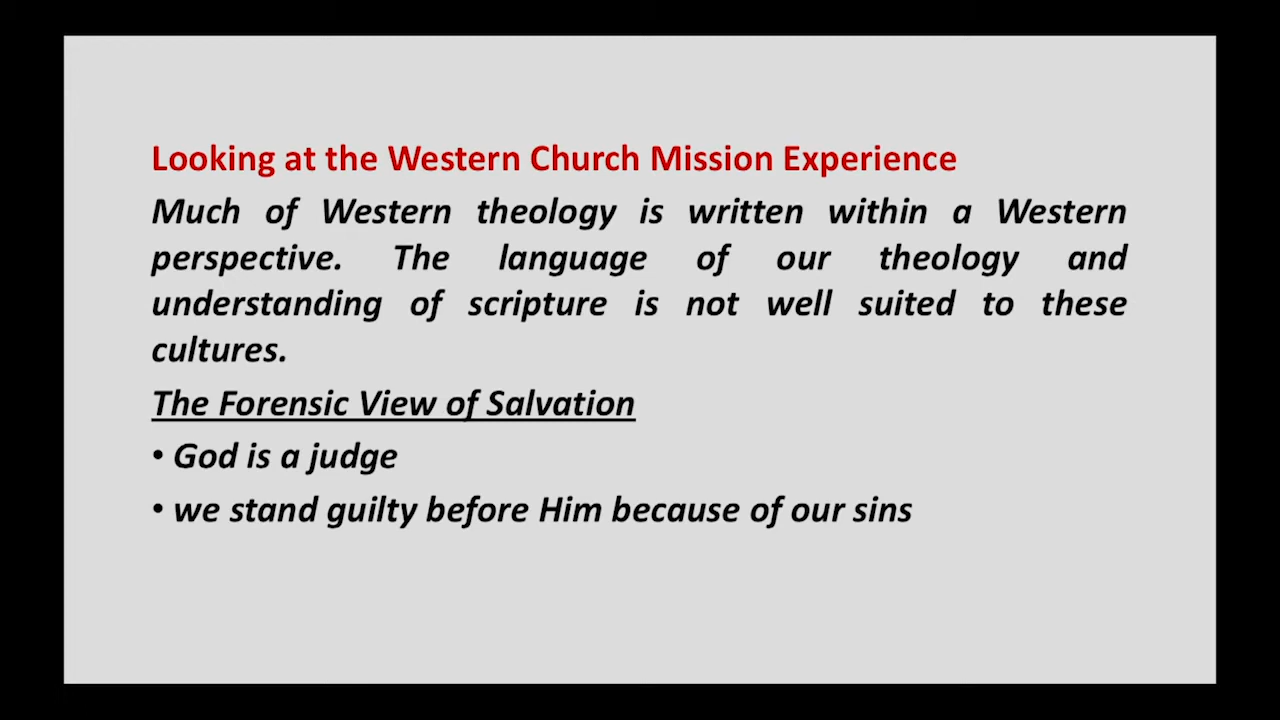 Looking at the Western Church Mission Experience
Much of Western theology is written within a Western
perspective. The language of our theology and
understanding of scripture is not well suited to these
cultures.
The Forensic View of Salvation
• God is a judge
• we stand guilty before Him because of our sins